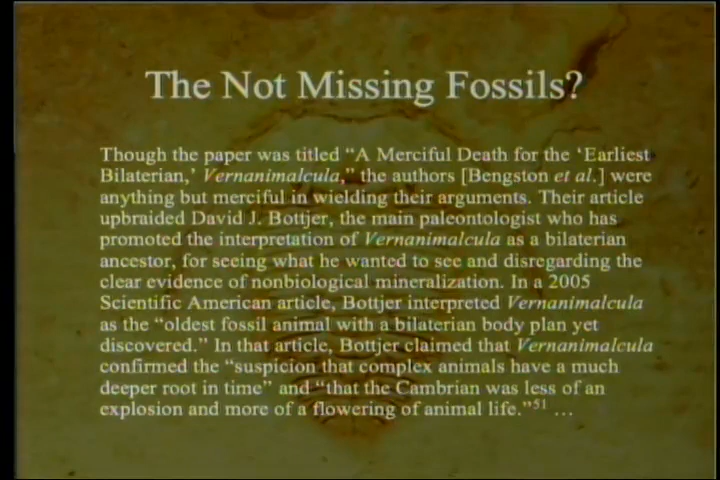 The Not Missing Fossils?
Though the paper was titled “A Merciful Death for the ‘Earliest
Bilaterian,’ Vernanimalcula,” the authors [Bengston et al.] were
anything but merciful in wielding their arguments. Their article
upbraided David J. Bottjer, the main paleontologist who has
promoted the interpretation of Vernanimalcula as a bilaterian
ancestor, for seeing what he wanted to see and disregarding the
clear evidence of nonbiological mineralization. In a 2005
Scientific American article, Bottjer interpreted Vernanimalcula
as the “oldest fossil animal with a bilaterian body plan yet
discovered.” In that article, Bottjer claimed that Vernanimalcula
confirmed the “suspicion that complex animals have a much
deeper root in time” and “that the Cambrian was less of an
explosion and more of a flowering of animal life.”51 …